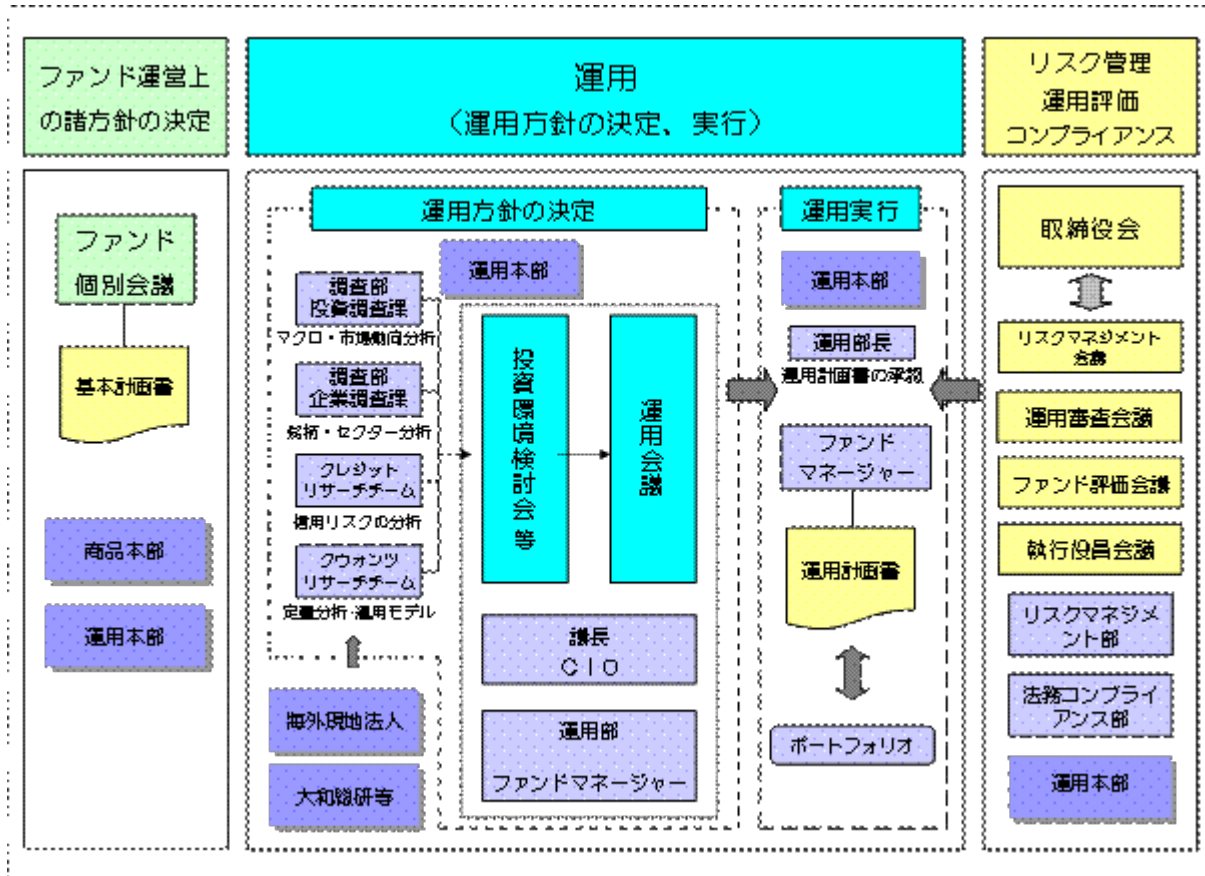 ファンド運営上
の諸方針の決定
運用
（運用方針の決定、実行）
リスク管理
運用評価
コンプライアンス
ファンド
個別会議
基本計画書
商品本部
運用本部
運用方針の決定
運用本部
調査部
投資調査課
マクロ・市場動向分析
調査部
企業調査課
銘柄・セクター分析
クレジット
リサーチチーム
信用リスクの分析
クウォンツ
リサーチチーム
定量分析・運用モデル
海外現地法人
大和総研等
投資環境検討会等
運用会議
議長
CIO
運用部
ファンドマネージャー
運用実行
運用本部
運用部長
運用計画書の承認
ファンド
マネージャー
運用計画書
ポートフォリオ
取締役会
リスクマネジメント
会議
運用審査会議
ファンド評価会議
執行役員会議
リスクマネジメ
ント部
法務コンプライ
アンス部
運用本部